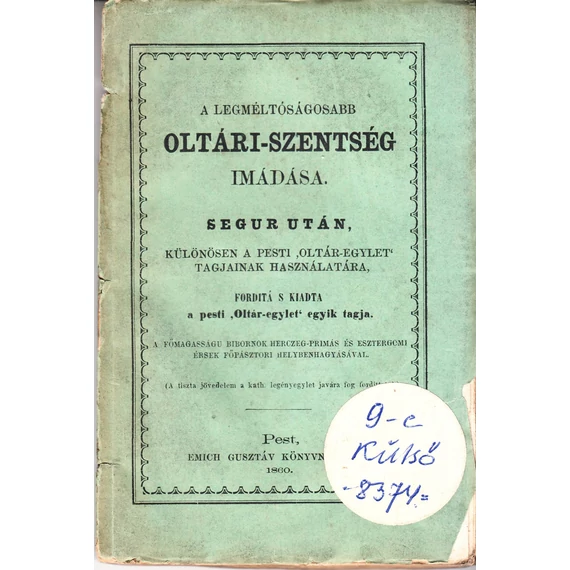 A LEGMÉLTÓSÁGOSABB
OLTÁRI-SZENTSÉG
IMÁDÁSA.
SEGUR UTÁN,
KÜLÖNÖSEN A PESTI ‚OLTÁR-EGYLET‘
TAGJAINAK HASZNÁLATÁRA,
FORDITÁ S KIADTA
a pesti ‚Oltár-egylet‘ egyik tagja.
A FŐMAGASSÁGU BIBORNOK HERCZEG-PRIMÁS ÉS ESZTERGOMI
ÉRSEK FŐPÁSZTORI HELYBENHAGYÁSÁVAL.
(A tiszta jövedelem a kath. legényegylet javára fog
Pest,
EMICH GUSZTÁV
1860.
9-e
Külső
-8374=